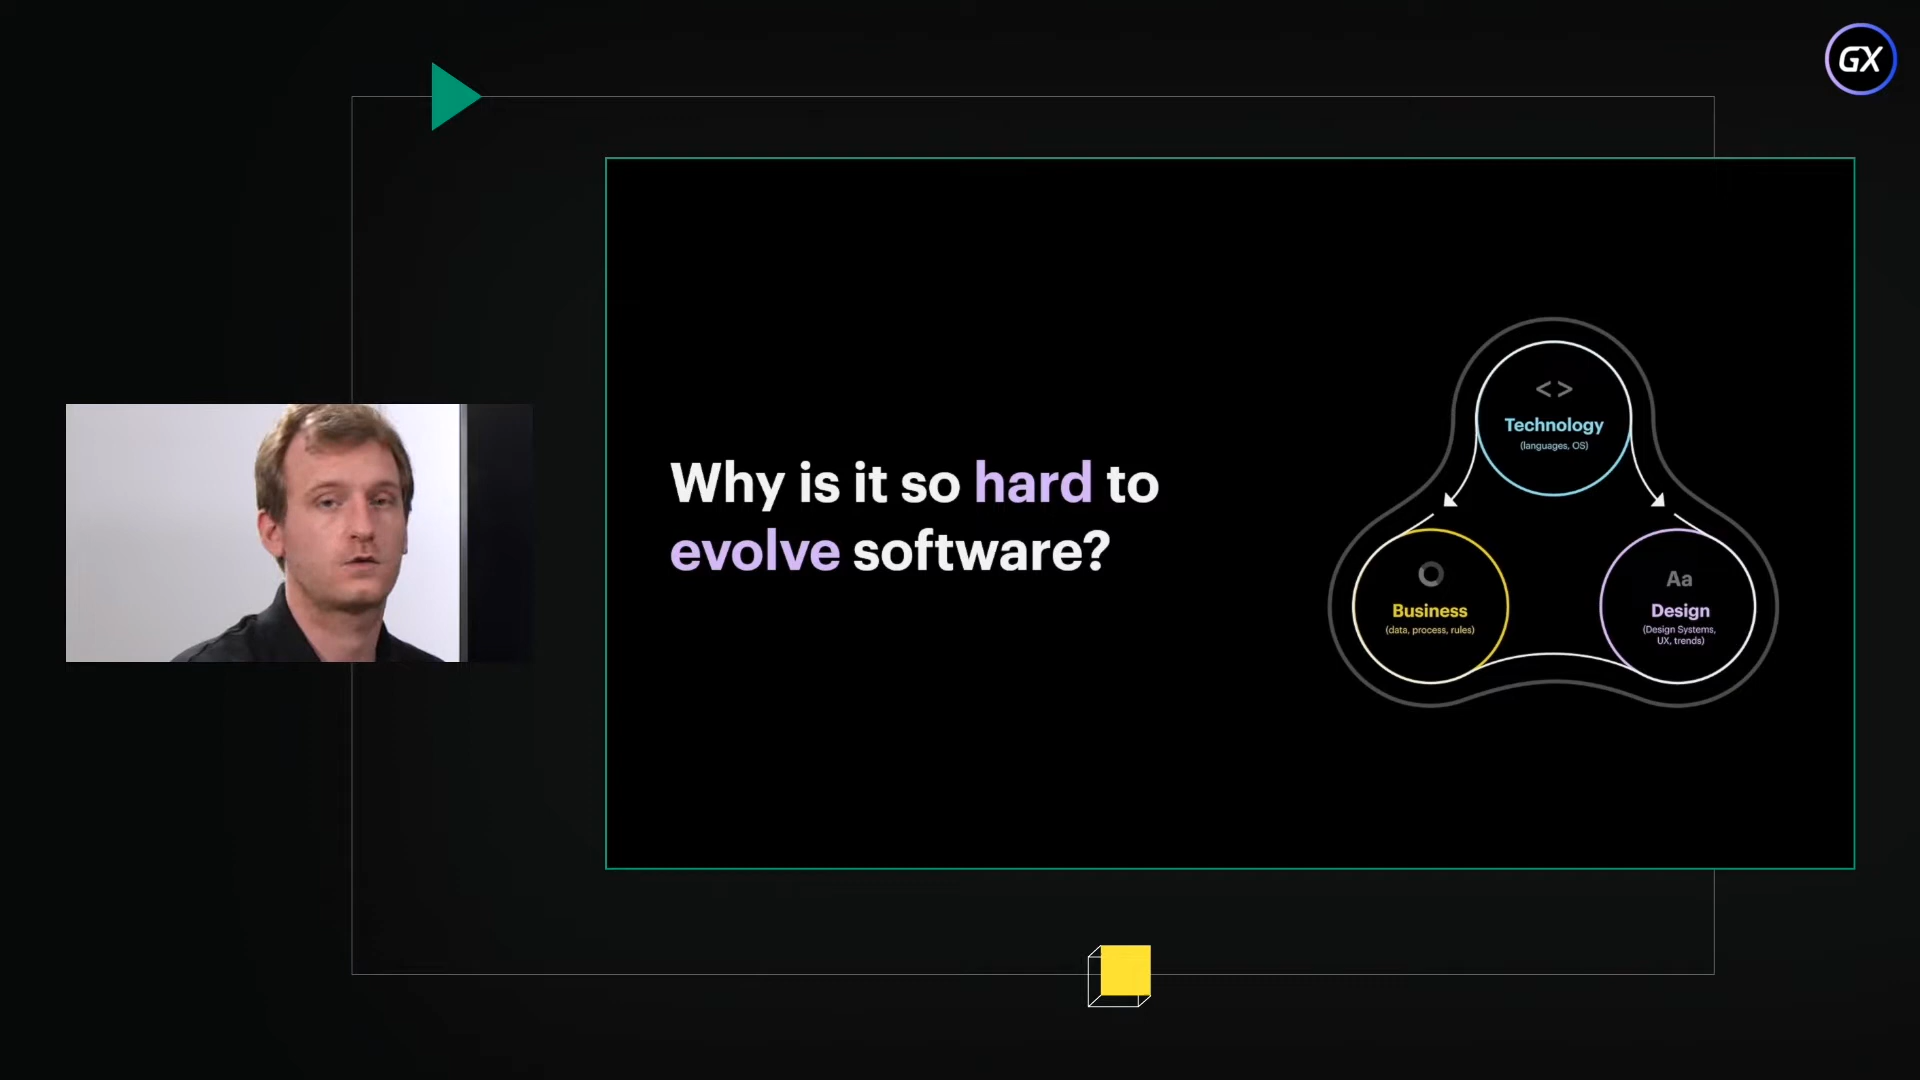 GX
Why is it so hard to
evolve software?
< >
Technology
(languages, OS)
Business
(data, process, rules)
Aa
Design
(Design Systems,
UX, trends)